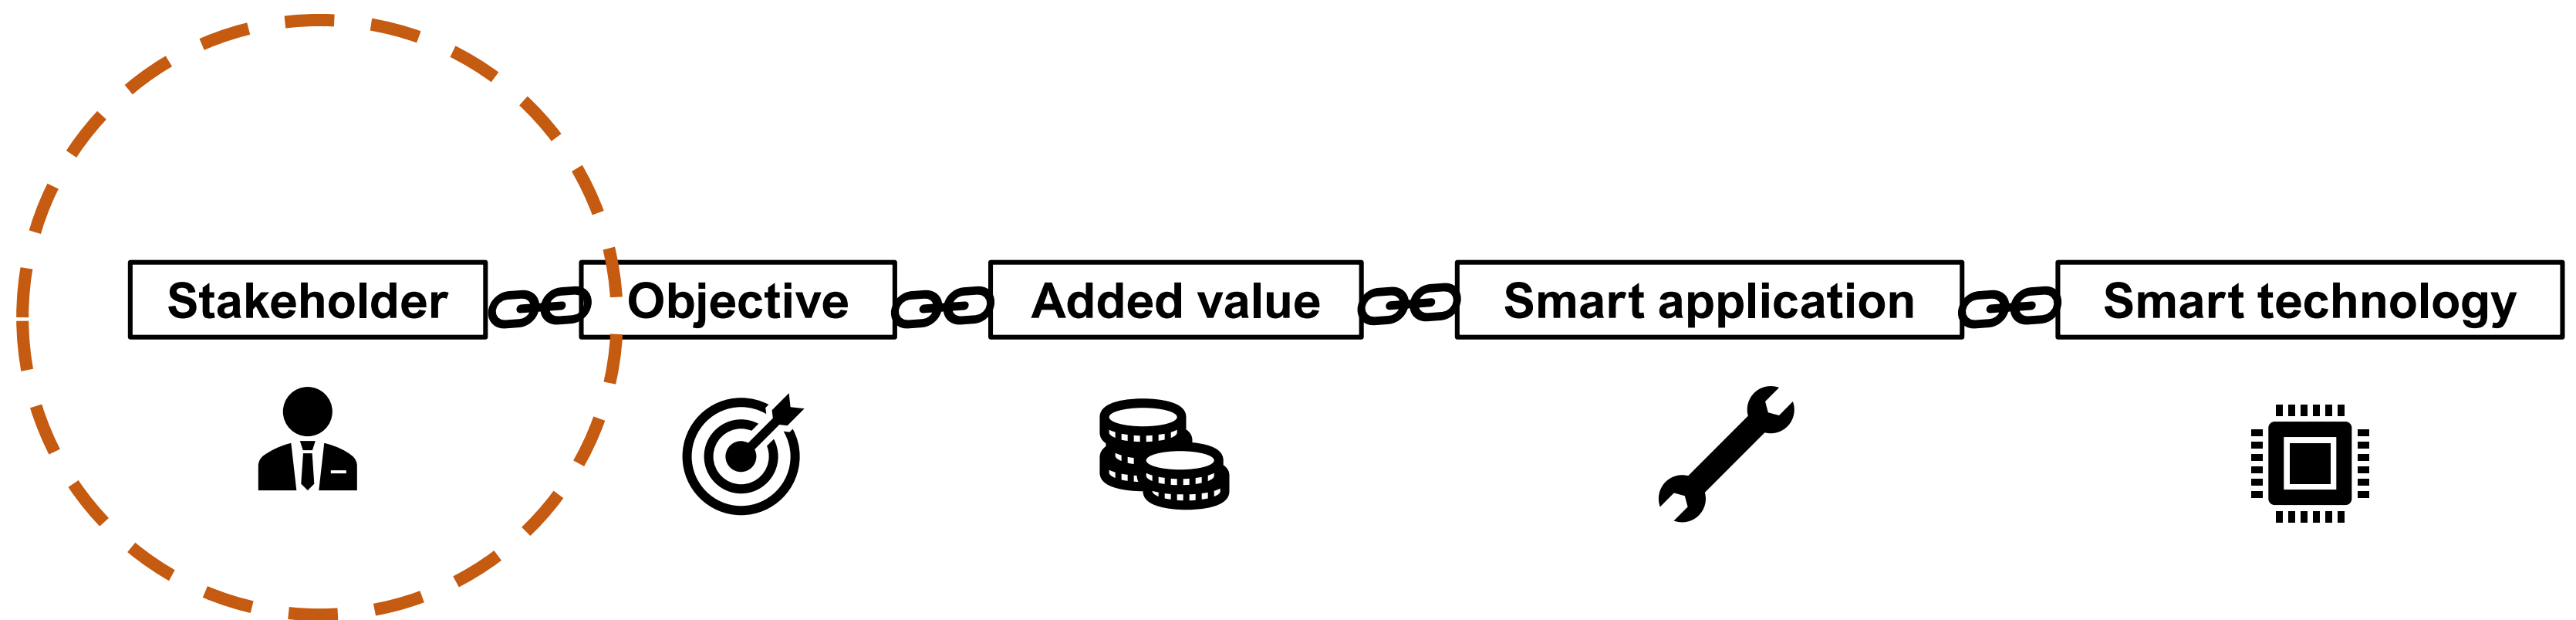 Stakeholder
Objective
Added value
Smart application
Smart technology